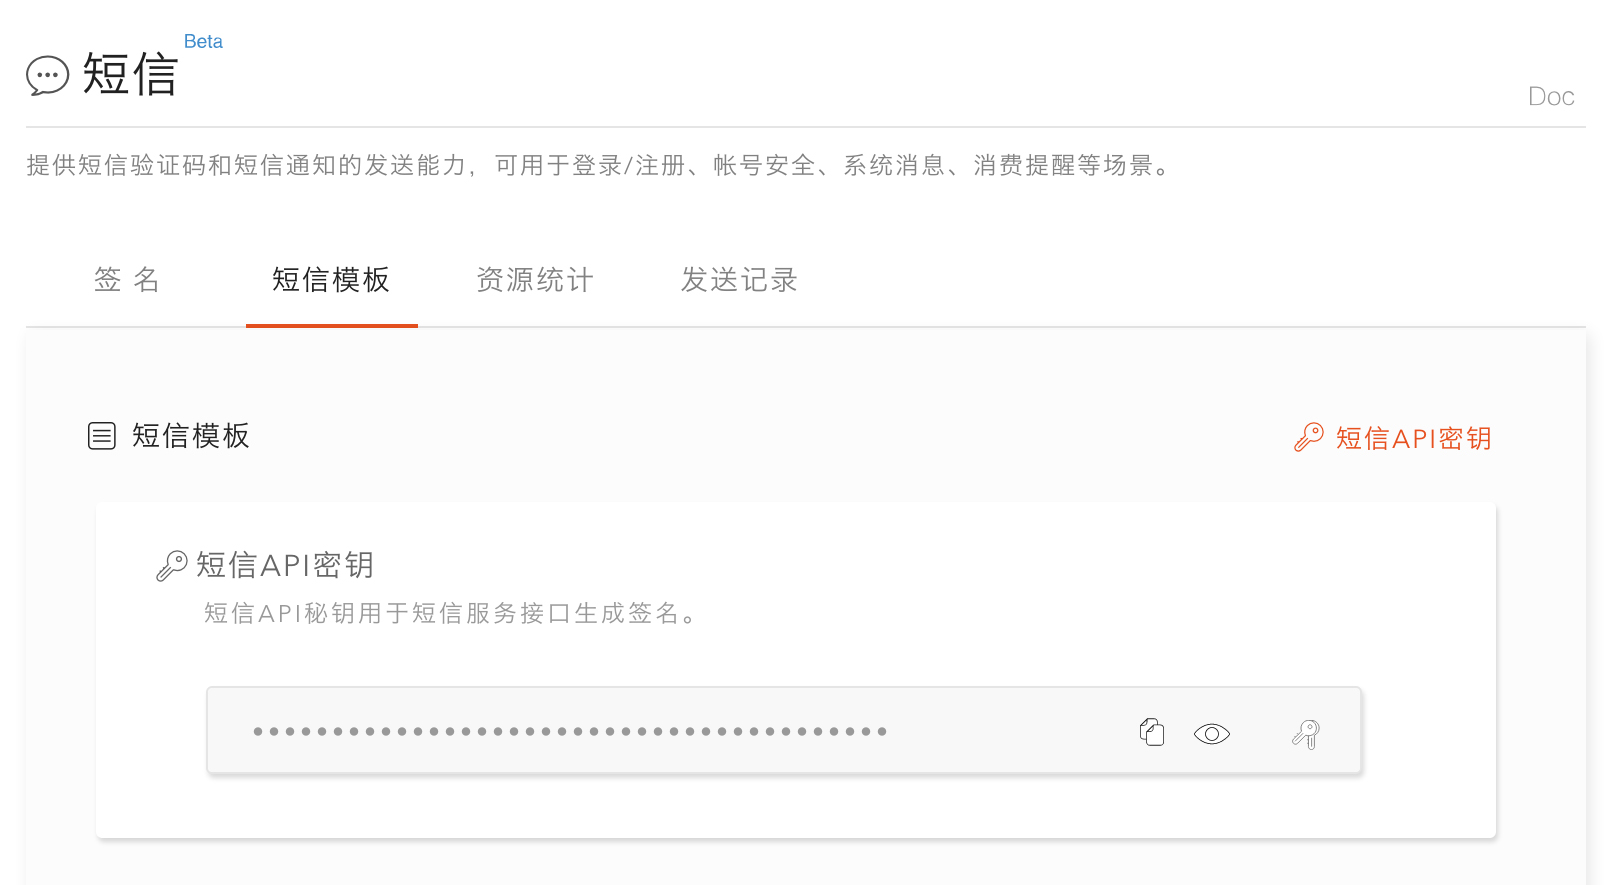 短信 Beta
Doc
提供短信验证码和短信通知的发送能力，可用于登录/注册、帐号安全、系统消息、消费提醒等场景。
签 名 短信模板 资源统计 发送记录
短信模板 短信API密钥
短信API密钥
短信API秘钥用于短信服务接口生成签名。
••••••••••••••••••••••••••••••••••••••••